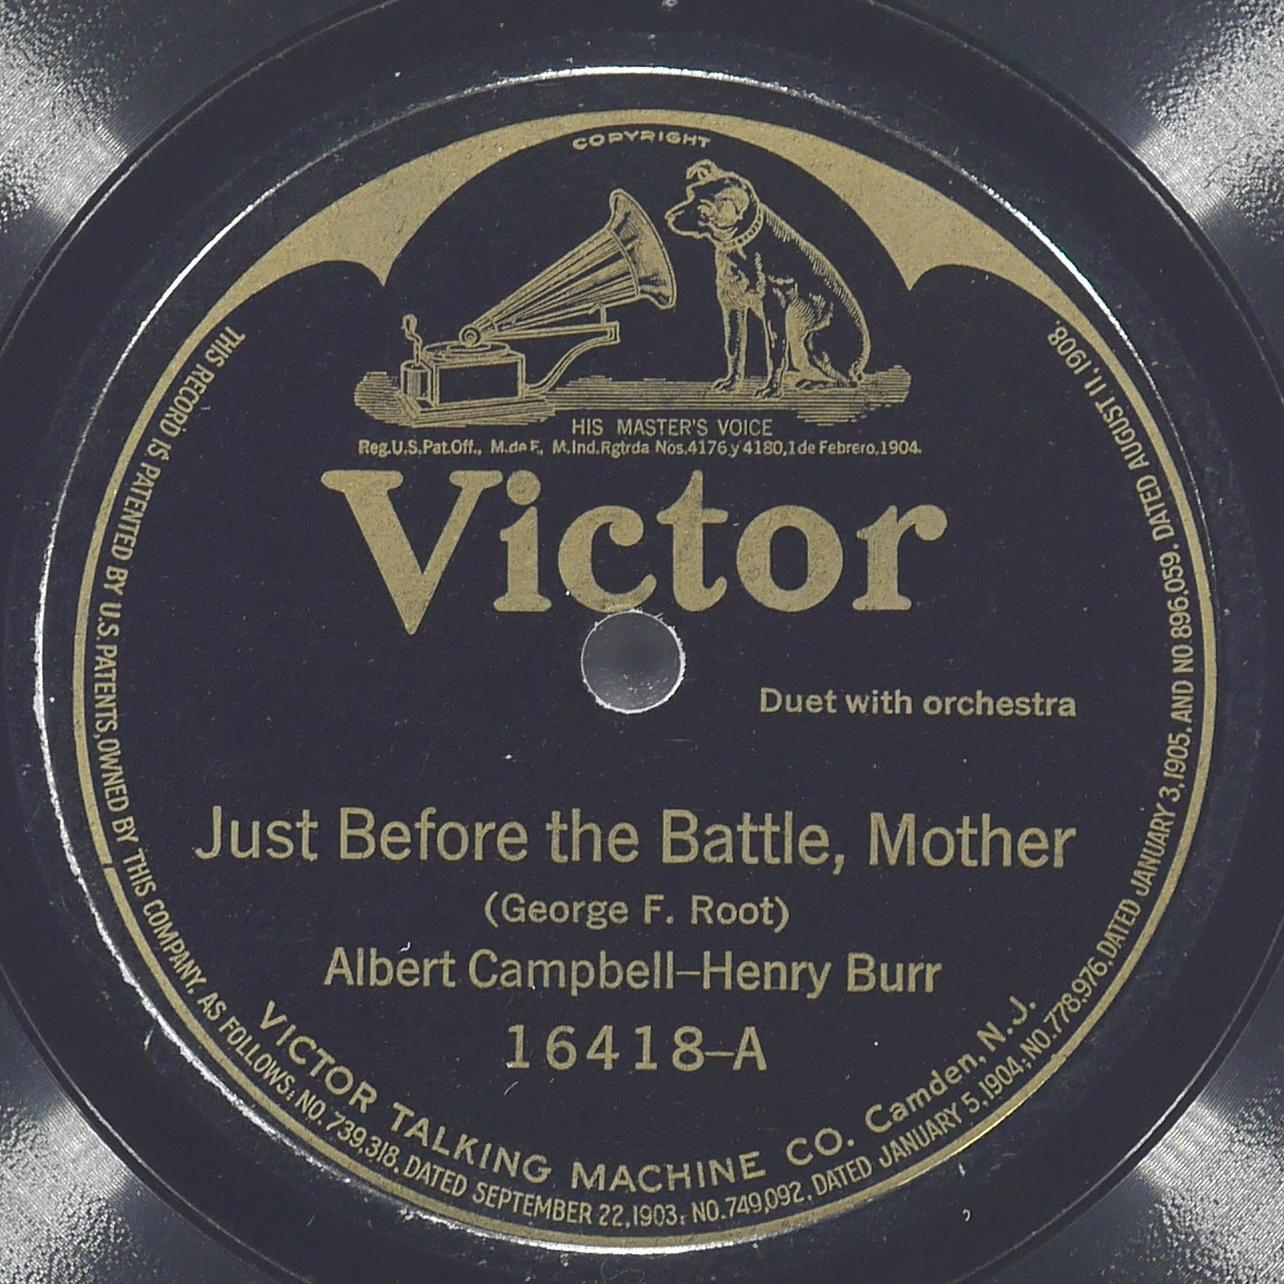 COPYRIGHT
HIS MASTER'S VOICE
Reg.U.S.Pat.Off., M.de F., M.Ind.Rgtrda Nos.4176 y 4180,1 de Febrero,1904.
Victor
Duet with orchestra
Just Before the Battle, Mother
(George F. Root)
Albert Campbell–Henry Burr
16418–A
VICTOR TALKING MACHINE CO. Camden, N. J.
THIS RECORD IS PATENTED BY U.S. PATENTS, OWNED BY THIS COMPANY. AS FOLLOWS: NO. 739,318, DATED SEPTEMBER 22,1903; NO.749,092, DATED JANUARY 5,1904; NO.778,976, DATED JANUARY 3,1905, AND NO.896,059. DATED AUGUST 11,1908.